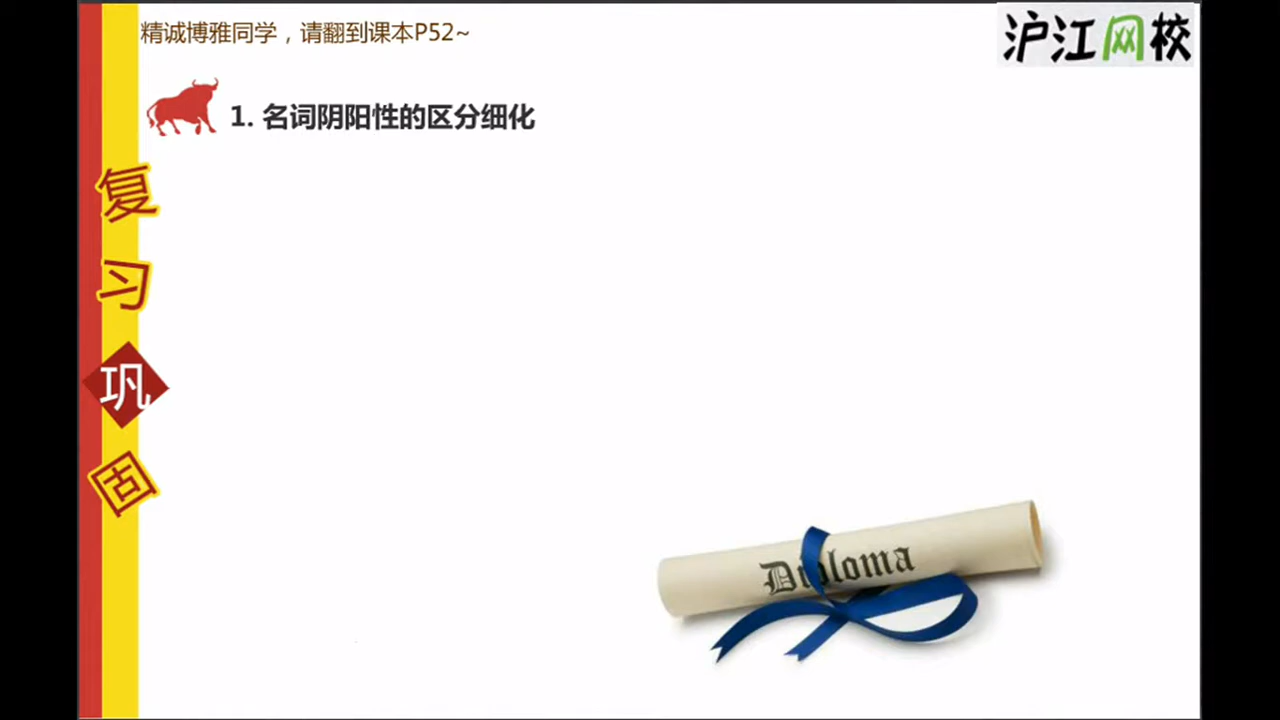 精诚博雅同学，请翻到课本P52~
沪江网校
1. 名词阴阳性的区分细化
复
习
巩
固
Diploma